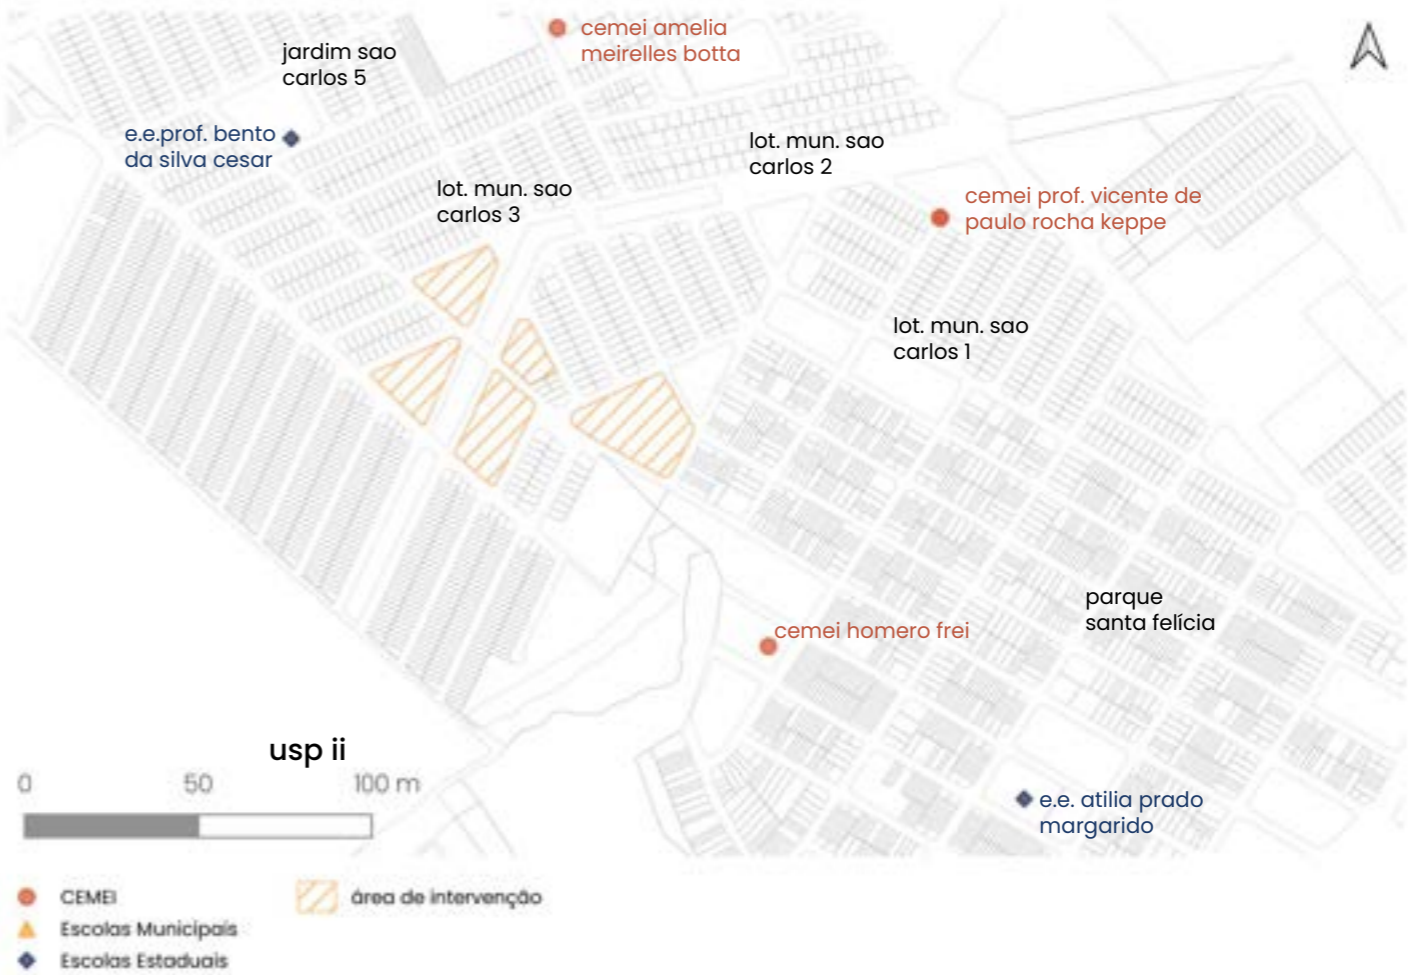 cemei amelia
meirelles botta
jardim sao
carlos 5
e.e.prof. bento
da silva cesar
lot. mun. sao
carlos 2
lot. mun. sao
carlos 3
cemei prof. vicente de
paulo rocha keppe
lot. mun. sao
carlos 1
parque
santa felícia
cemei homero frei
usp ii
0 50 100 m
e.e. atilia prado
margarido
CEMEI
área de intervenção
Escolas Municipais
Escolas Estaduais